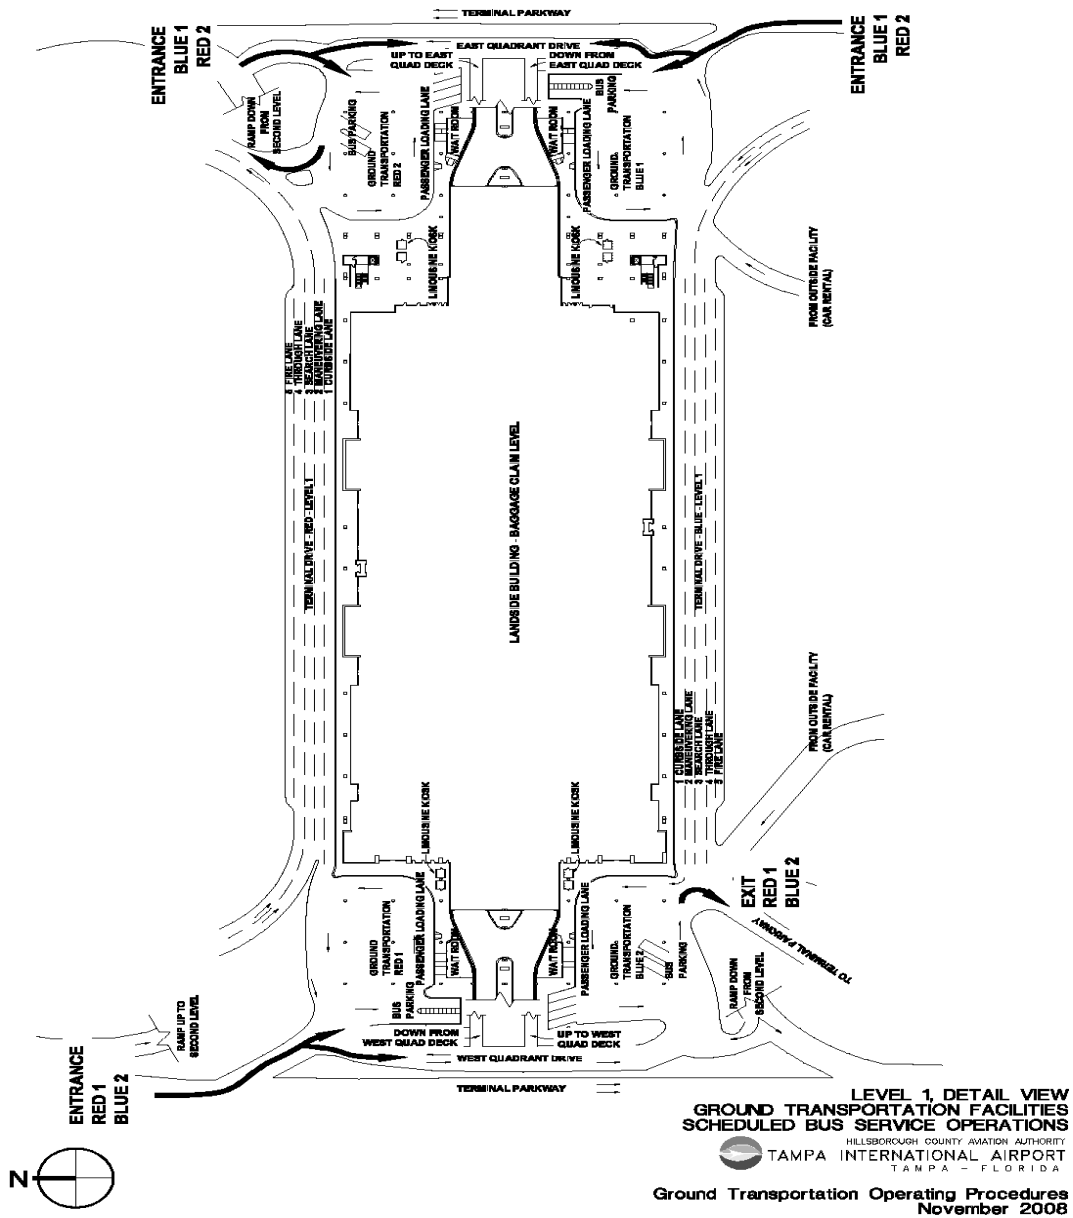 TERMINAL PARKWAY
ENTRANCE
BLUE 1
RED 2
EAST QUADRANT DRIVE
UP TO EAST
QUAD DECK
DOWN FROM
EAST QUAD DECK
ENTRANCE
BLUE 1
RED 2
RAMP DOWN
FROM
SECOND LEVEL
BUS PARKING
GROUND
TRANSPORTATION
RED 2
PASSENGER LOADING LANE
WAIT ROOM
WAIT ROOM
PASSENGER LOADING LANE
BUS
PARKING
GROUND
TRANSPORTATION
BLUE 1
LIMOUSINE KIOSK
LIMOUSINE KIOSK
FROM OUTSIDE FACILITY
(CAR RENTAL)
5 FIRE LANE
4 THROUGH LANE
3 SEARCH LANE
2 MANEUVERING LANE
1 CURBSIDE LANE
TERMINAL DRIVE - RED - LEVEL 1
LANDSIDE BUILDING - BAGGAGE CLAIM LEVEL
TERMINAL DRIVE - BLUE - LEVEL 1
1 CURBSIDE LANE
2 MANEUVERING LANE
3 SEARCH LANE
4 THROUGH LANE
5 FIRE LANE
FROM OUTSIDE FACILITY
(CAR RENTAL)
LIMOUSINE KIOSK
LIMOUSINE KIOSK
EXIT
RED 1
BLUE 2
TO TERMINAL PARKWAY
GROUND
TRANSPORTATION
RED 1
PASSENGER LOADING LANE
WAIT ROOM
WAIT ROOM
PASSENGER LOADING LANE
GROUND
TRANSPORTATION
BLUE 2
BUS
PARKING
RAMP DOWN
FROM
SECOND LEVEL
BUS
PARKING
RAMP UP TO
SECOND LEVEL
DOWN FROM
WEST QUAD DECK
UP TO WEST
QUAD DECK
WEST QUADRANT DRIVE
ENTRANCE
RED 1
BLUE 2
TERMINAL PARKWAY
LEVEL 1, DETAIL VIEW
GROUND TRANSPORTATION FACILITIES
SCHEDULED BUS SERVICE OPERATIONS
HILLSBOROUGH COUNTY AVIATION AUTHORITY
TAMPA INTERNATIONAL AIRPORT
TAMPA - FLORIDA
N
Ground Transportation Operating Procedures
November 2008